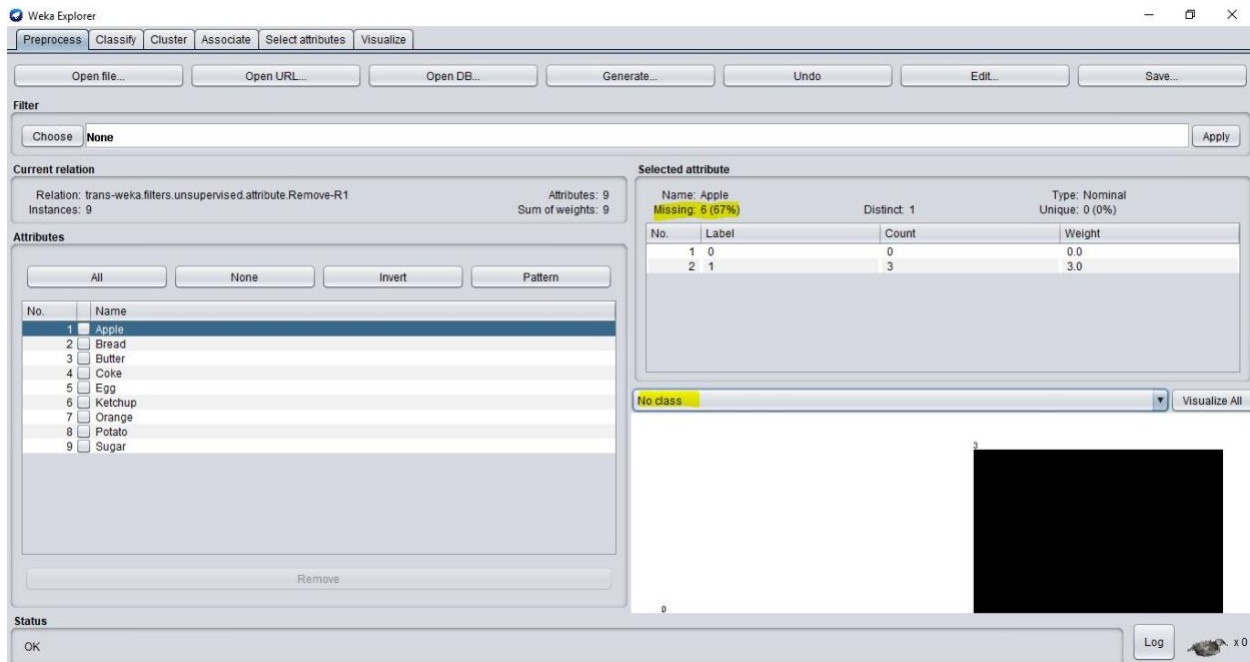 Weka Explorer
Preprocess Classify Cluster Associate Select attributes Visualize
Open file... Open URL... Open DB... Generate... Undo Edit... Save...
Filter
Choose None Apply
Current relation
Relation: trans-weka.filters.unsupervised.attribute.Remove-R1 Attributes: 9
Instances: 9 Sum of weights: 9
Attributes
All None Invert Pattern
No. Name
1 Apple
2 Bread
3 Butter
4 Coke
5 Egg
6 Ketchup
7 Orange
8 Potato
9 Sugar
Remove
Selected attribute
Name: Apple Type: Nominal
Missing: 6 (67%) Distinct: 1 Unique: 0 (0%)
No. Label Count Weight
1 0 0 0.0
2 1 3 3.0
No class Visualize All
3
0
Status
OK Log x 0